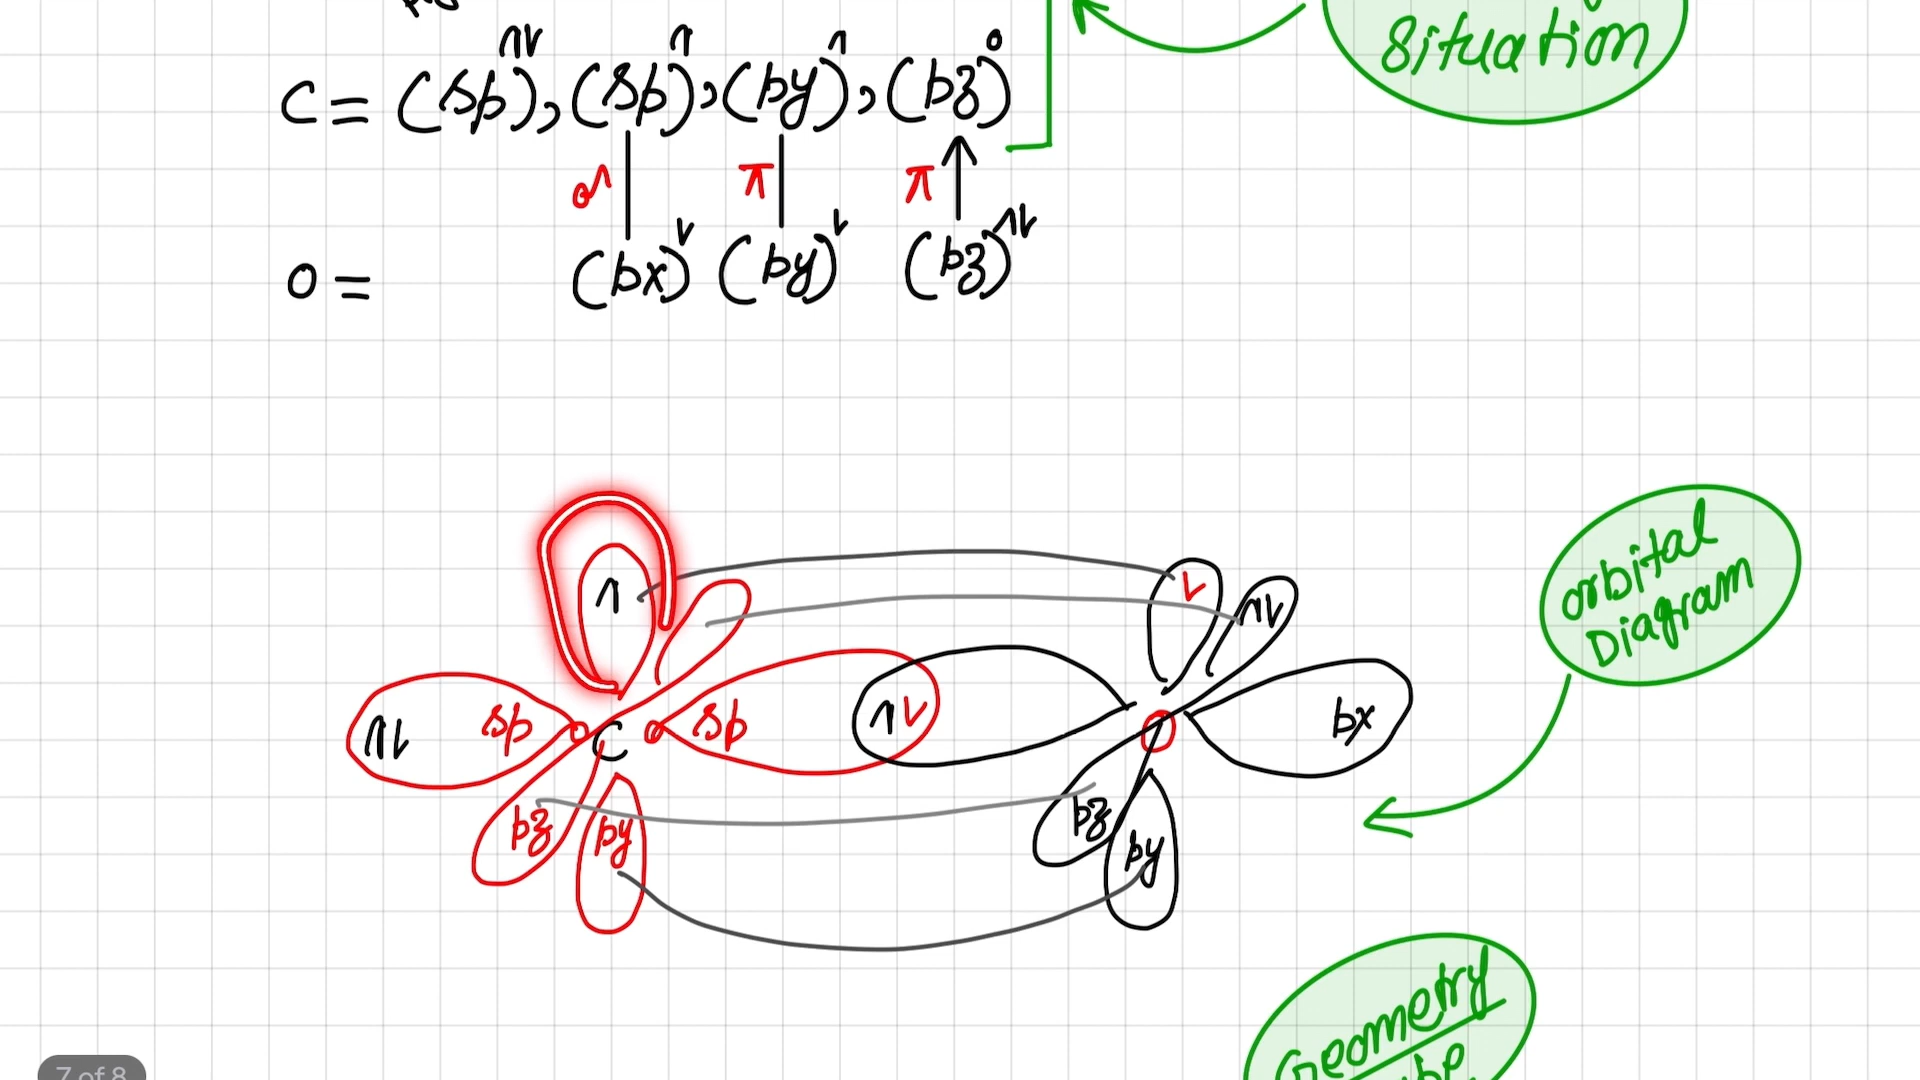 situation
C = (sp)↑↓, (sp)↑, (py)↑, (pz)⁰
σ π π
O = (px)↓ (py)↓ (pz)↑↓
orbital
Diagram
↑ ↓ ↑↓
↑↓ sp C sp ↑↓ O px
pz py pz py
Geometry
7 of 8